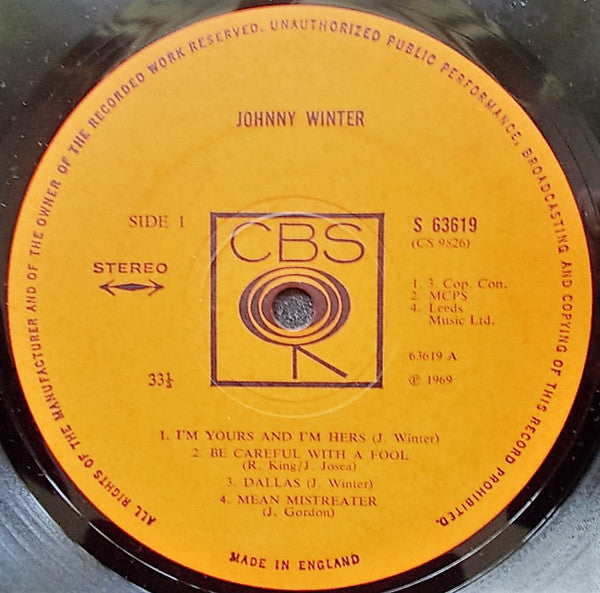 ALL RIGHTS OF THE MANUFACTURER AND OF THE OWNER OF THE RECORDED WORK RESERVED. UNAUTHORIZED PUBLIC PERFORMANCE, BROADCASTING AND COPYING OF THIS RECORD PROHIBITED.
JOHNNY WINTER
SIDE 1
CBS
S 63619
(CS 9826)
STEREO
1. 3. Cop. Con.
2. MCPS
4. Leeds
Music Ltd.
63619 A
33⅓
℗ 1969
1. I'M YOURS AND I'M HERS (J. Winter)
2. BE CAREFUL WITH A FOOL
(R. King/J. Josea)
3. DALLAS (J. Winter)
4. MEAN MISTREATER
(J. Gordon)
MADE IN ENGLAND